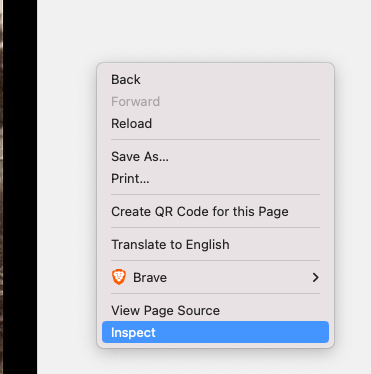 Back
Forward
Reload
Save As...
Print...
Create QR Code for this Page
Translate to English
Brave
View Page Source
Inspect